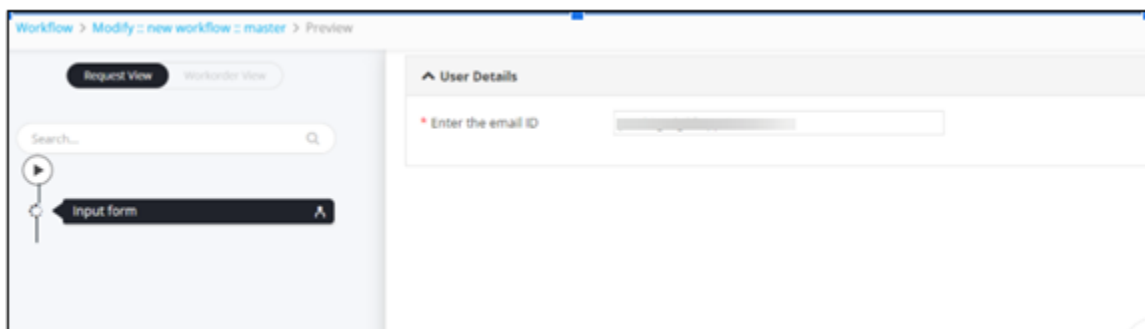 Workflow > Modify :: new workflow :: master > Preview
Request View Workorder View
User Details
* Enter the email ID
Search...
Input form